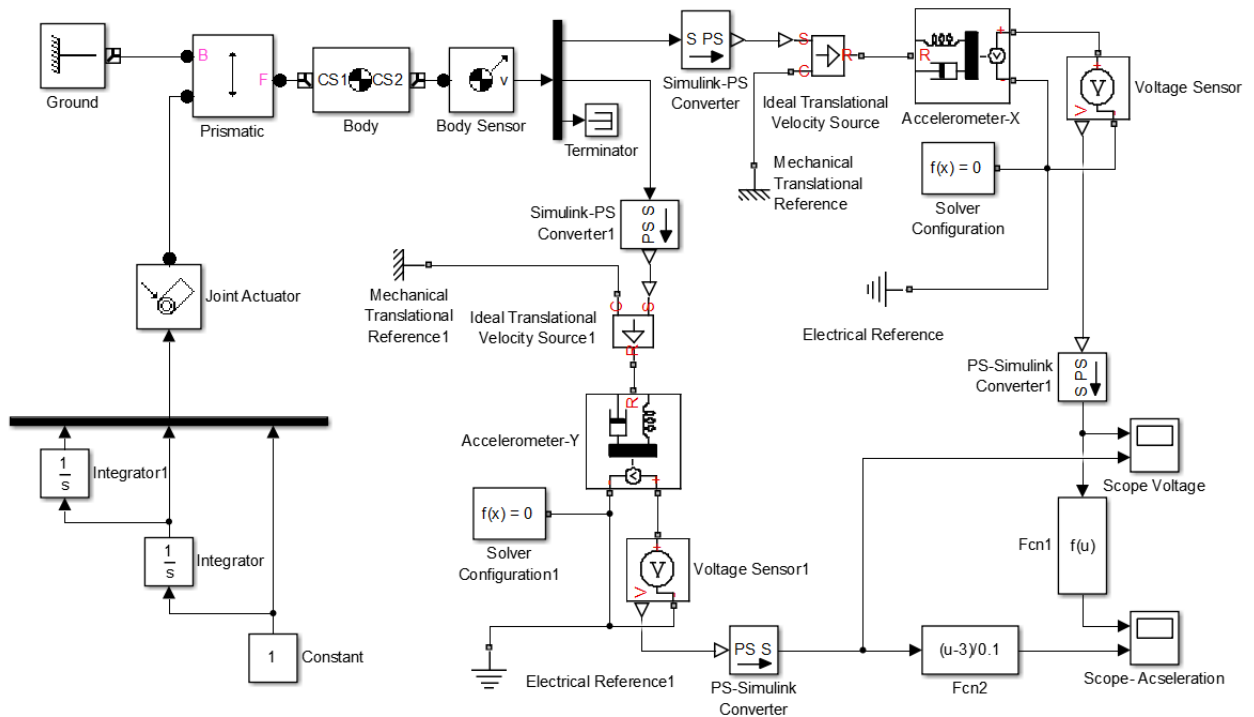 Ground
B
F
Prismatic
CS1 CS2
Body
v
Body Sensor
Terminator
S PS
Simulink-PS
Converter
S
C
R
Ideal Translational
Velocity Source
R
+
-
Accelerometer-X
V
+
-
V
Voltage Sensor
Mechanical
Translational
Reference
f(x) = 0
Solver
Configuration
Electrical Reference
Simulink-PS
Converter1
PS S
Mechanical
Translational
Reference1
C
S
R
Ideal Translational
Velocity Source1
Joint Actuator
R
-
+
Accelerometer-Y
f(x) = 0
Solver
Configuration1
+
V
V
-
Voltage Sensor1
Electrical Reference1
PS S
PS-Simulink
Converter
PS-Simulink
Converter1
S PS
Scope Voltage
f(u)
Fcn1
(u-3)/0.1
Fcn2
Scope- Acseleration
1
s
Integrator1
1
s
Integrator
1
Constant